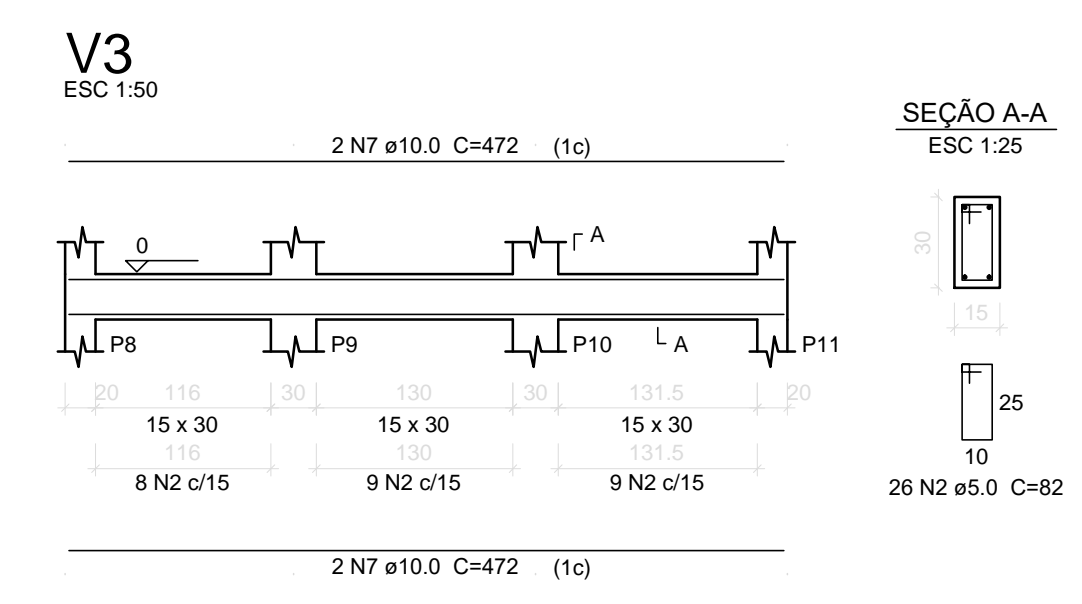 V3
ESC 1:50
SEÇÃO A-A
ESC 1:25
2 N7 ø10.0 C=472 (1c)
0
A
30
15
P8 P9 P10 A P11
20 116 30 130 30 131.5 20
15 x 30 15 x 30 15 x 30
116 130 131.5
8 N2 c/15 9 N2 c/15 9 N2 c/15
25
10
26 N2 ø5.0 C=82
2 N7 ø10.0 C=472 (1c)